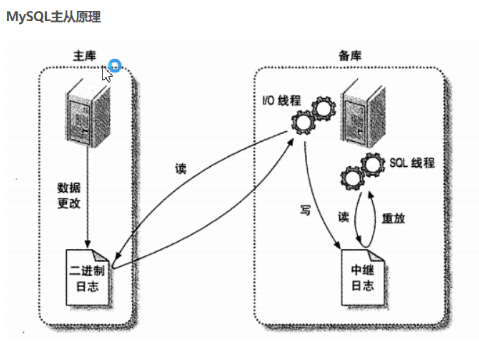 MySQL主从原理
主库
备库
I/O 线程
SQL 线程
读
数据
更改
写
读
重放
二进制
日志
中继
日志